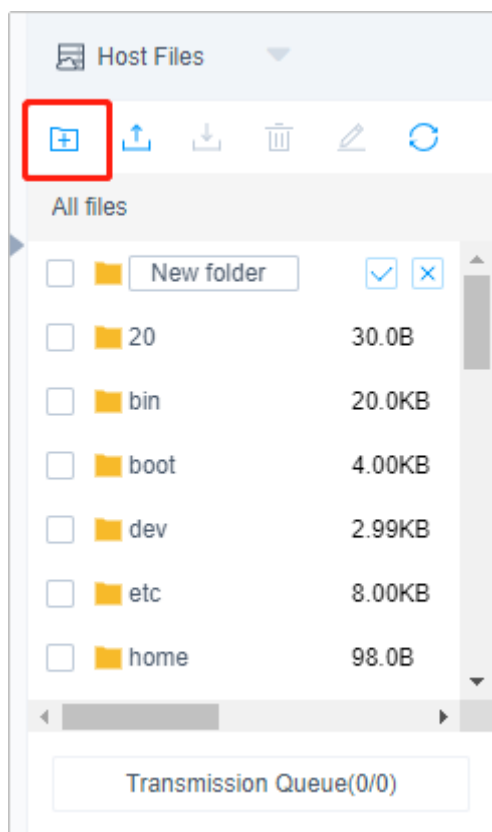 Host Files
All files
New folder
20 30.0B
bin 20.0KB
boot 4.00KB
dev 2.99KB
etc 8.00KB
home 98.0B
Transmission Queue(0/0)